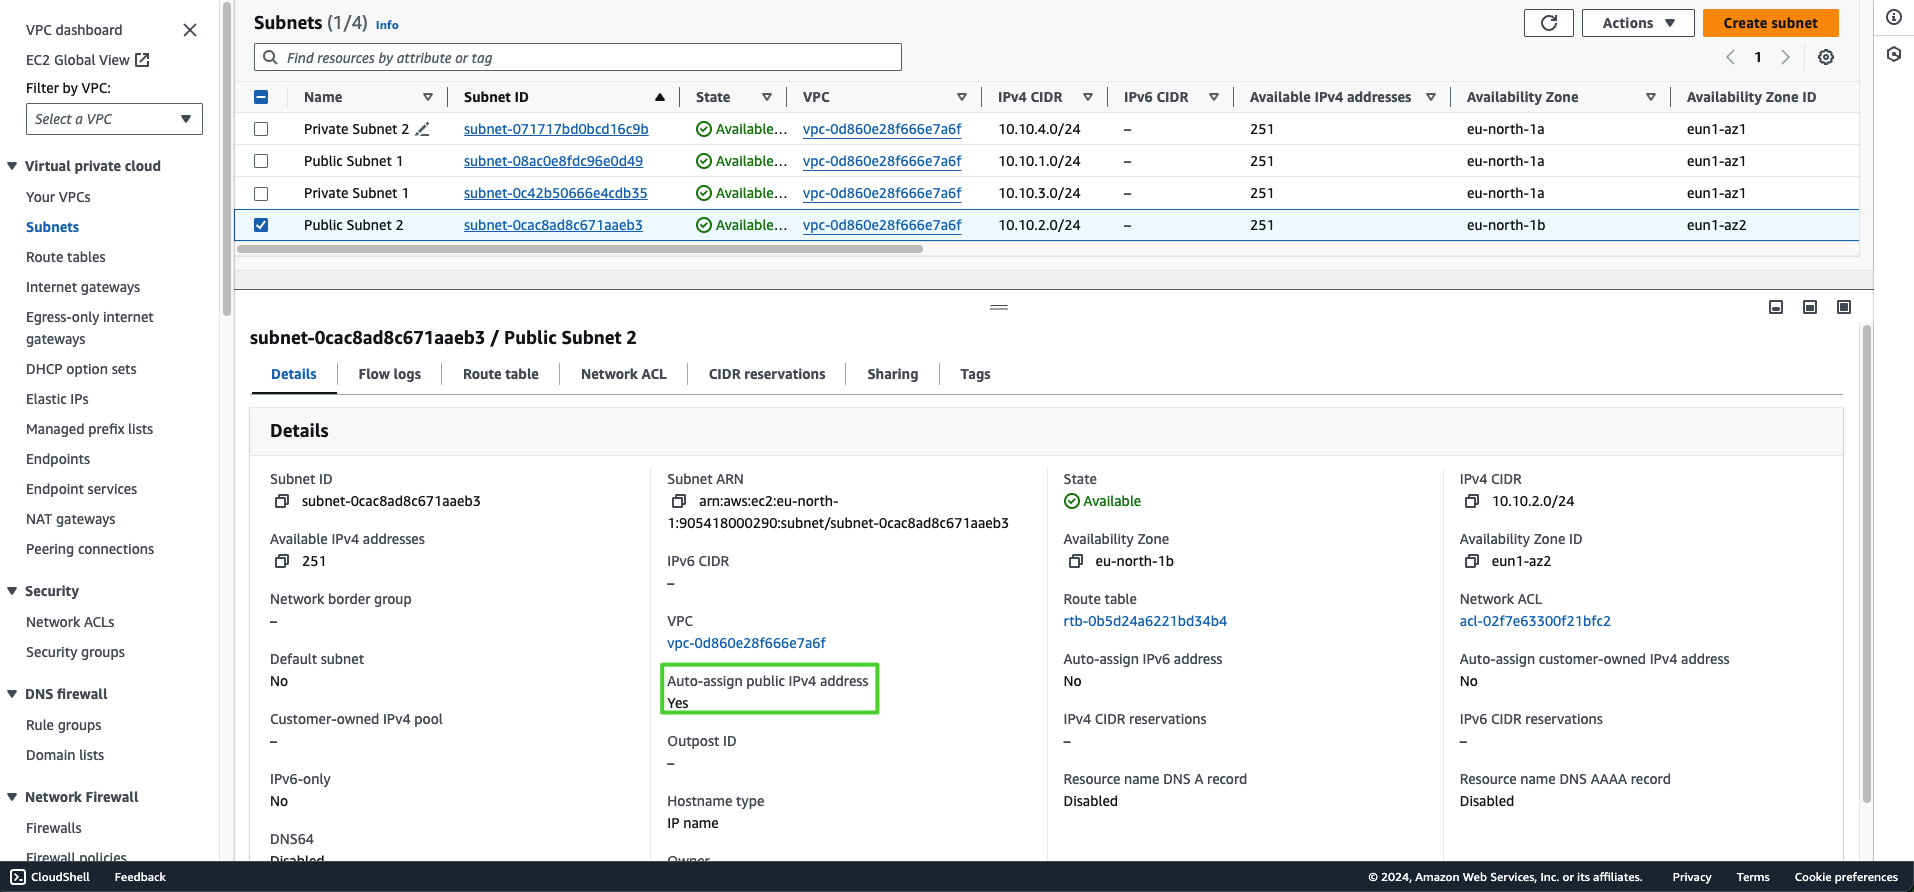 VPC dashboard
EC2 Global View
Filter by VPC:
Select a VPC
Virtual private cloud
Your VPCs
Subnets
Route tables
Internet gateways
Egress-only internet
gateways
DHCP option sets
Elastic IPs
Managed prefix lists
Endpoints
Endpoint services
NAT gateways
Peering connections
Security
Network ACLs
Security groups
DNS firewall
Rule groups
Domain lists
Network Firewall
Firewalls
Firewall policies
Subnets (1/4) Info
Actions
Create subnet
Find resources by attribute or tag
1
Name Subnet ID State VPC IPv4 CIDR IPv6 CIDR Available IPv4 addresses Availability Zone Availability Zone ID
Private Subnet 2 subnet-071717bd0bcd16c9b Available... vpc-0d860e28f666e7a6f 10.10.4.0/24 – 251 eu-north-1a eun1-az1
Public Subnet 1 subnet-08ac0e8fdc96e0d49 Available... vpc-0d860e28f666e7a6f 10.10.1.0/24 – 251 eu-north-1a eun1-az1
Private Subnet 1 subnet-0c42b50666e4cdb35 Available... vpc-0d860e28f666e7a6f 10.10.3.0/24 – 251 eu-north-1a eun1-az1
Public Subnet 2 subnet-0cac8ad8c671aaeb3 Available... vpc-0d860e28f666e7a6f 10.10.2.0/24 – 251 eu-north-1b eun1-az2
subnet-0cac8ad8c671aaeb3 / Public Subnet 2
Details Flow logs Route table Network ACL CIDR reservations Sharing Tags
Details
Subnet ID
subnet-0cac8ad8c671aaeb3
Available IPv4 addresses
251
Network border group
–
Default subnet
No
Customer-owned IPv4 pool
–
IPv6-only
No
DNS64
Disabled
Subnet ARN
arn:aws:ec2:eu-north-
1:905418000290:subnet/subnet-0cac8ad8c671aaeb3
IPv6 CIDR
–
VPC
vpc-0d860e28f666e7a6f
Auto-assign public IPv4 address
Yes
Outpost ID
–
Hostname type
IP name
Owner
State
Available
Availability Zone
eu-north-1b
Route table
rtb-0b5d24a6221bd34b4
Auto-assign IPv6 address
No
IPv4 CIDR reservations
–
Resource name DNS A record
Disabled
IPv4 CIDR
10.10.2.0/24
Availability Zone ID
eun1-az2
Network ACL
acl-02f7e63300f21bfc2
Auto-assign customer-owned IPv4 address
No
IPv6 CIDR reservations
–
Resource name DNS AAAA record
Disabled
CloudShell Feedback © 2024, Amazon Web Services, Inc. or its affiliates. Privacy Terms Cookie preferences